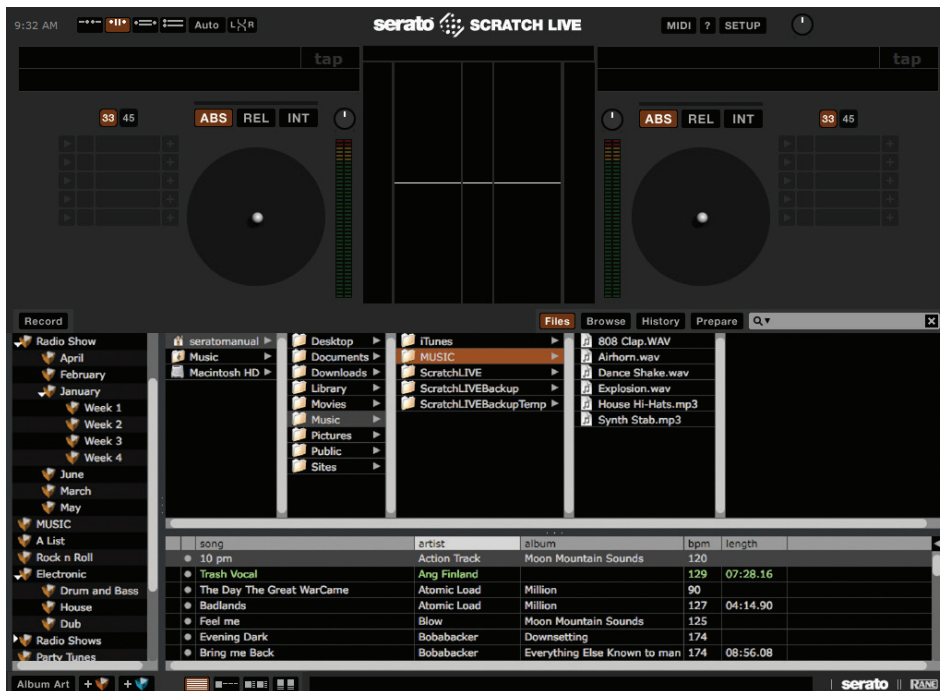 9:32 AM Auto L R serato SCRATCH LIVE MIDI ? SETUP
tap tap
33 45 ABS REL INT ABS REL INT 33 45
Record Files Browse History Prepare
Radio Show
April
February
January
Week 1
Week 2
Week 3
Week 4
June
March
May
MUSIC
A List
Rock n Roll
Electronic
Drum and Bass
House
Dub
Radio Shows
Party Tunes
seratomanual
Music
Macintosh HD
Desktop
Documents
Downloads
Library
Movies
Music
Pictures
Public
Sites
iTunes
MUSIC
ScratchLIVE
ScratchLIVEBackup
ScratchLIVEBackupTemp
808 Clap.WAV
Airhorn.wav
Dance Shake.wav
Explosion.wav
House Hi-Hats.mp3
Synth Stab.mp3
song artist album bpm length
10 pm Action Track Moon Mountain Sounds 120
Trash Vocal Ang Finland 129 07:28.16
The Day The Great WarCame Atomic Load Million 90
Badlands Atomic Load Million 127 04:14.90
Feel me Blow Moon Mountain Sounds 125
Evening Dark Bobabacker Downsetting 174
Bring me Back Bobabacker Everything Else Known to man 174 08:56.08
Album Art + + serato RANE